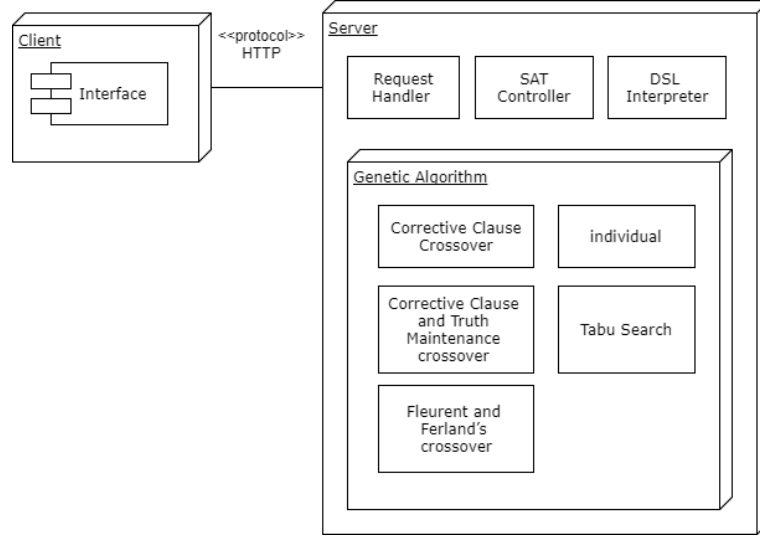 Client
Interface
<<protocol>>
HTTP
Server
Request
Handler
SAT
Controller
DSL
Interpreter
Genetic Algorithm
Corrective Clause
Crossover
individual
Corrective Clause
and Truth
Maintenance
crossover
Tabu Search
Fleurent and
Ferland’s
crossover